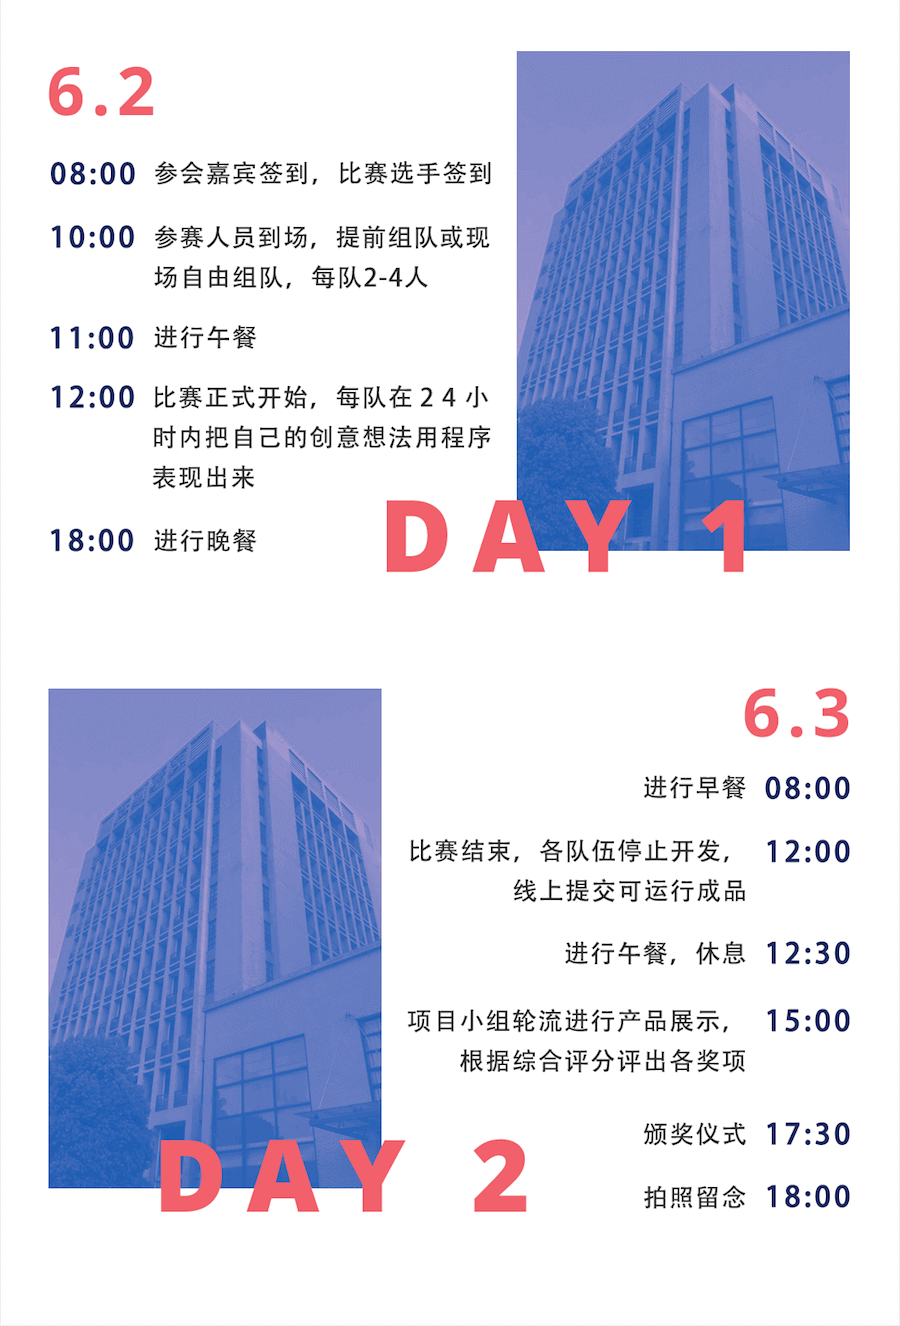 6.2
08:00 参会嘉宾签到，比赛选手签到
10:00 参赛人员到场，提前组队或现
场自由组队，每队2-4人
11:00 进行午餐
12:00 比赛正式开始，每队在24小
时内把自己的创意想法用程序
表现出来
18:00 进行晚餐
DAY 1
6.3
进行早餐 08:00
比赛结束，各队伍停止开发， 12:00
线上提交可运行成品
进行午餐，休息 12:30
项目小组轮流进行产品展示， 15:00
根据综合评分评出各奖项
颁奖仪式 17:30
拍照留念 18:00
DAY 2